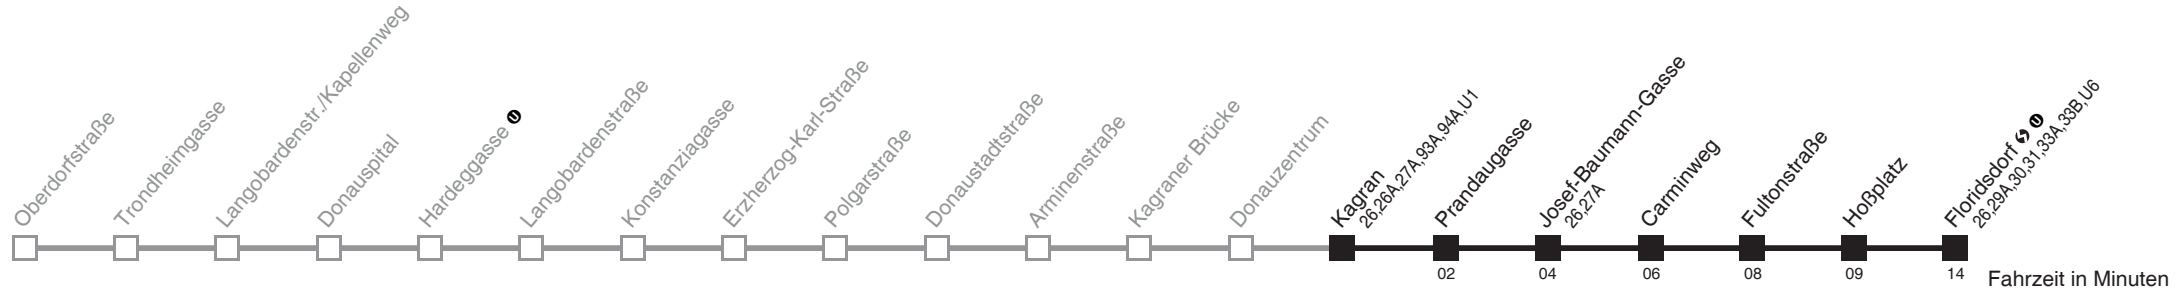 Oberdorfstraße
Trondheimgasse
Langobardenstr./Kapellenweg
Donauspital
Hardeggasse U
Langobardenstraße
Konstanziagasse
Erzherzog-Karl-Straße
Polgarstraße
Donaustadtstraße
Arminenstraße
Kagraner Brücke
Donauzentrum
Kagran
26,26A,27A,93A,94A,U1
Prandaugasse
Josef-Baumann-Gasse
26,27A
Carminweg
Fultonstraße
Hoßplatz
Floridsdorf S U
26,29A,30,31,33A,33B,U6
02 04 06 08 09 14 Fahrzeit in Minuten